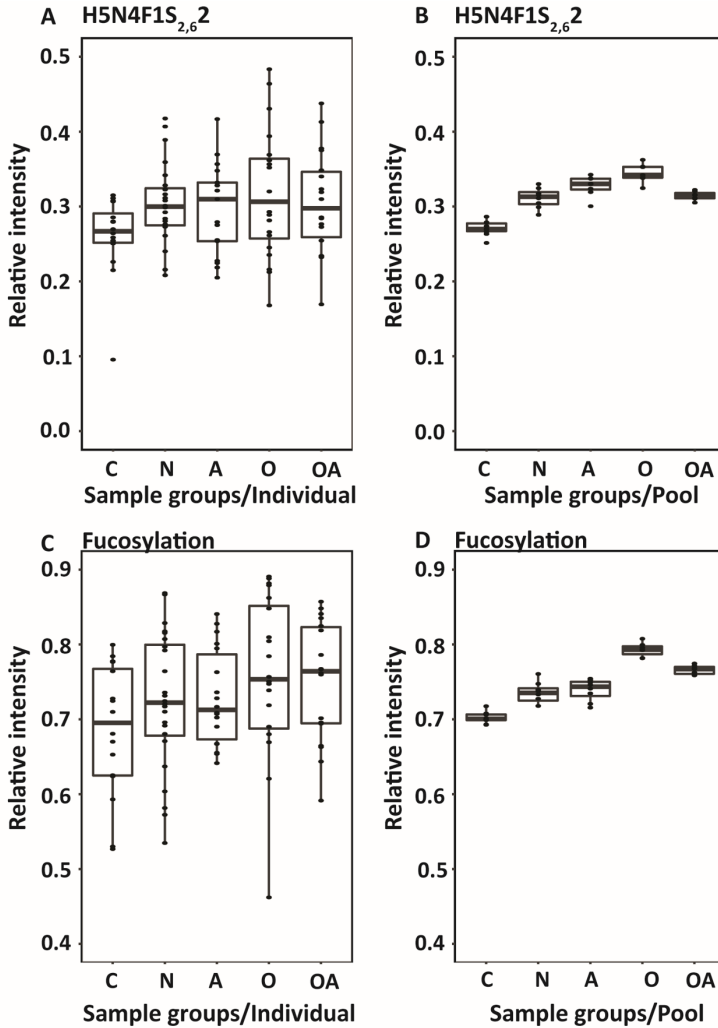 A H5N4F1S2,62
Relative intensity
0.5
0.4
0.3
0.2
0.1
0.0
C N A O OA
Sample groups/Individual
B H5N4F1S2,62
Relative intensity
0.5
0.4
0.3
0.2
0.1
0.0
C N A O OA
Sample groups/Pool
C Fucosylation
Relative intensity
0.9
0.8
0.7
0.6
0.5
0.4
C N A O OA
Sample groups/Individual
D Fucosylation
Relative intensity
0.9
0.8
0.7
0.6
0.5
0.4
C N A O OA
Sample groups/Pool